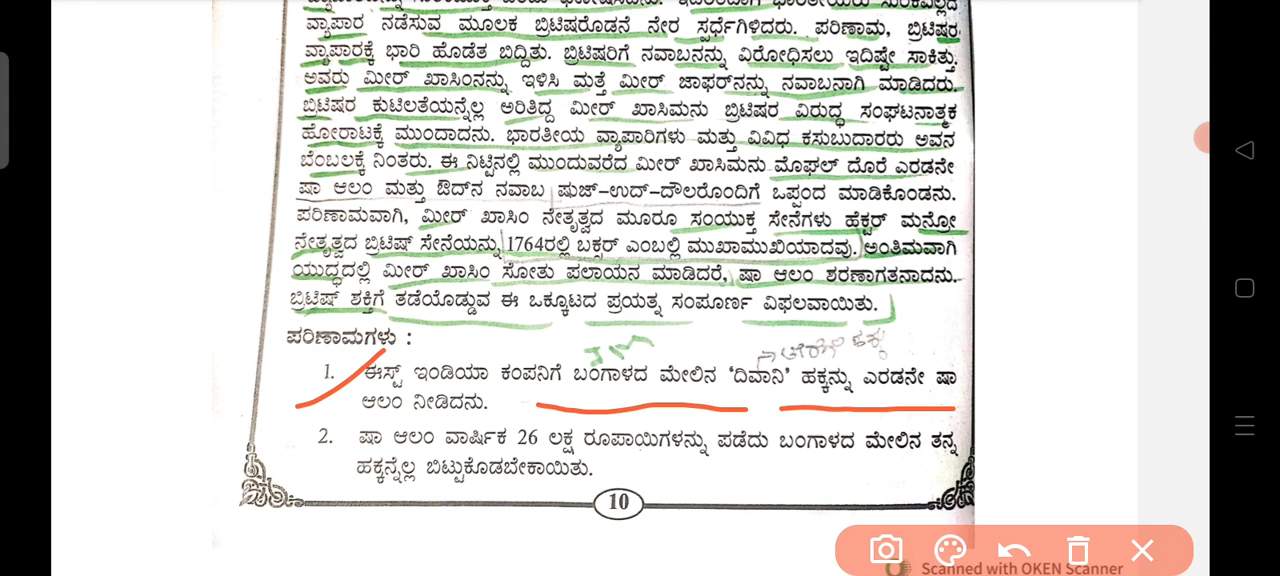 ವ್ಯಾಪಾರ ನಡೆಸುವ ಮೂಲಕ ಬ್ರಿಟಿಷರೊಡನೆ ನೇರ ಸ್ಪರ್ಧೆಗಿಳಿದರು. ಪರಿಣಾಮ, ಬ್ರಿಟಿಷರ
ವ್ಯಾಪಾರಕ್ಕೆ ಭಾರಿ ಹೊಡೆತ ಬಿದ್ದಿತು. ಬ್ರಿಟಿಷರಿಗೆ ನವಾಬನನ್ನು ವಿರೋಧಿಸಲು ಇದಿಷ್ಟೇ ಸಾಕಿತ್ತು.
ಅವರು ಮೀರ್ ಖಾಸಿಂನನ್ನು ಇಳಿಸಿ ಮತ್ತೆ ಮೀರ್ ಜಾಫರ್‌ನನ್ನು ನವಾಬನಾಗಿ ಮಾಡಿದರು.
ಬ್ರಿಟಿಷರ ಕುಟಿಲತೆಯನ್ನೆಲ್ಲ ಅರಿತಿದ್ದ ಮೀರ್ ಖಾಸಿಮನು ಬ್ರಿಟಿಷರ ವಿರುದ್ಧ ಸಂಘಟನಾತ್ಮಕ
ಹೋರಾಟಕ್ಕೆ ಮುಂದಾದನು. ಭಾರತೀಯ ವ್ಯಾಪಾರಿಗಳು ಮತ್ತು ವಿವಿಧ ಕಸುಬುದಾರರು ಅವನ
ಬೆಂಬಲಕ್ಕೆ ನಿಂತರು. ಈ ನಿಟ್ಟಿನಲ್ಲಿ ಮುಂದುವರೆದ ಮೀರ್ ಖಾಸಿಮನು ಮೊಘಲ್ ದೊರೆ ಎರಡನೇ
ಷಾ ಆಲಂ ಮತ್ತು ಔದ್‌ನ ನವಾಬ ಷುಜ್-ಉದ್-ದೌಲರೊಂದಿಗೆ ಒಪ್ಪಂದ ಮಾಡಿಕೊಂಡನು.
ಪರಿಣಾಮವಾಗಿ, ಮೀರ್ ಖಾಸಿಂ ನೇತೃತ್ವದ ಮೂರೂ ಸಂಯುಕ್ತ ಸೇನೆಗಳು ಹೆಕ್ಟರ್ ಮನ್ರೋ
ನೇತೃತ್ವದ ಬ್ರಿಟಿಷ್ ಸೇನೆಯನ್ನು 1764ರಲ್ಲಿ ಬಕ್ಸರ್ ಎಂಬಲ್ಲಿ ಮುಖಾಮುಖಿಯಾದವು. ಅಂತಿಮವಾಗಿ
ಯುದ್ಧದಲ್ಲಿ ಮೀರ್ ಖಾಸಿಂ ಸೋತು ಪಲಾಯನ ಮಾಡಿದರೆ, ಷಾ ಆಲಂ ಶರಣಾಗತನಾದನು.
ಬ್ರಿಟಿಷ್ ಶಕ್ತಿಗೆ ತಡೆಯೊಡ್ಡುವ ಈ ಒಕ್ಕೂಟದ ಪ್ರಯತ್ನ ಸಂಪೂರ್ಣ ವಿಫಲವಾಯಿತು.
ಪರಿಣಾಮಗಳು :
1. ಈಸ್ಟ್ ಇಂಡಿಯಾ ಕಂಪನಿಗೆ ಬಂಗಾಳದ ಮೇಲಿನ 'ದಿವಾನಿ' ಹಕ್ಕನ್ನು ಎರಡನೇ ಷಾ
ಆಲಂ ನೀಡಿದನು.
2. ಷಾ ಆಲಂ ವಾರ್ಷಿಕ 26 ಲಕ್ಷ ರೂಪಾಯಿಗಳನ್ನು ಪಡೆದು ಬಂಗಾಳದ ಮೇಲಿನ ತನ್ನ
ಹಕ್ಕನ್ನೆಲ್ಲ ಬಿಟ್ಟುಕೊಡಬೇಕಾಯಿತು.
10
Scanned with OKEN Scanner